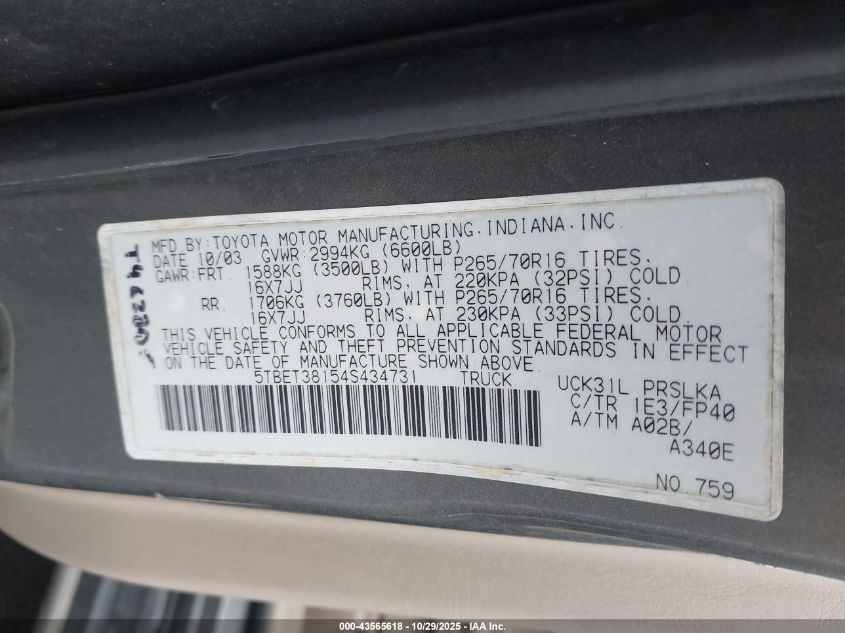 MFD.BY:TOYOTA MOTOR MANUFACTURING.INDIANA.INC.
DATE 10/03 GVWR:2994KG (6600LB)
GAWR:FRT. 1588KG (3500LB) WITH P265/70R16 TIRES.
16X7JJ RIMS. AT 220KPA (32PSI) COLD
RR. 1706KG (3760LB) WITH P265/70R16 TIRES.
16X7JJ RIMS. AT 230KPA (33PSI) COLD.
THIS VEHICLE CONFORMS TO ALL APPLICABLE FEDERAL MOTOR
VEHICLE SAFETY AND THEFT PREVENTION STANDARDS IN EFFECT
ON THE DATE OF MANUFACTURE SHOWN ABOVE.
5TBET38154S434731 TRUCK
UCK31L PRSLKA
C/TR 1E3/FP40
A/TM A02B/
A340E
NO.759
000-43565618 - 10/29/2025 - IAA Inc.